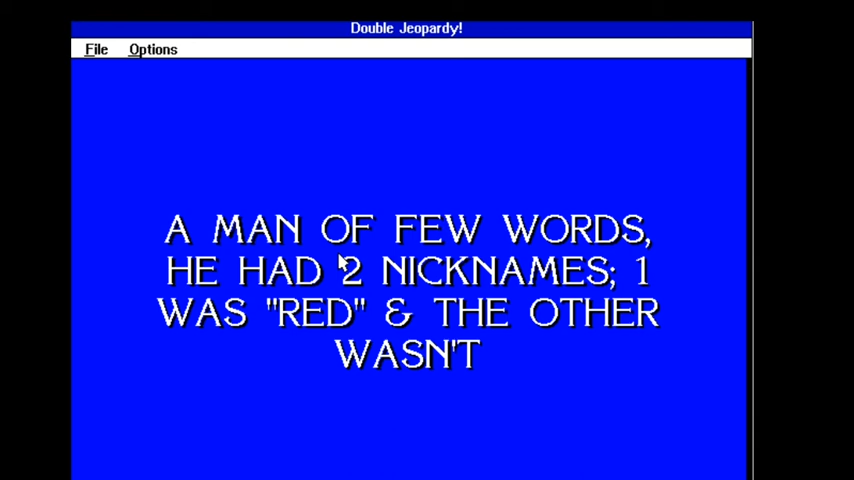 Double Jeopardy!
File Options
A MAN OF FEW WORDS,
HE HAD 2 NICKNAMES; 1
WAS "RED" & THE OTHER
WASN'T